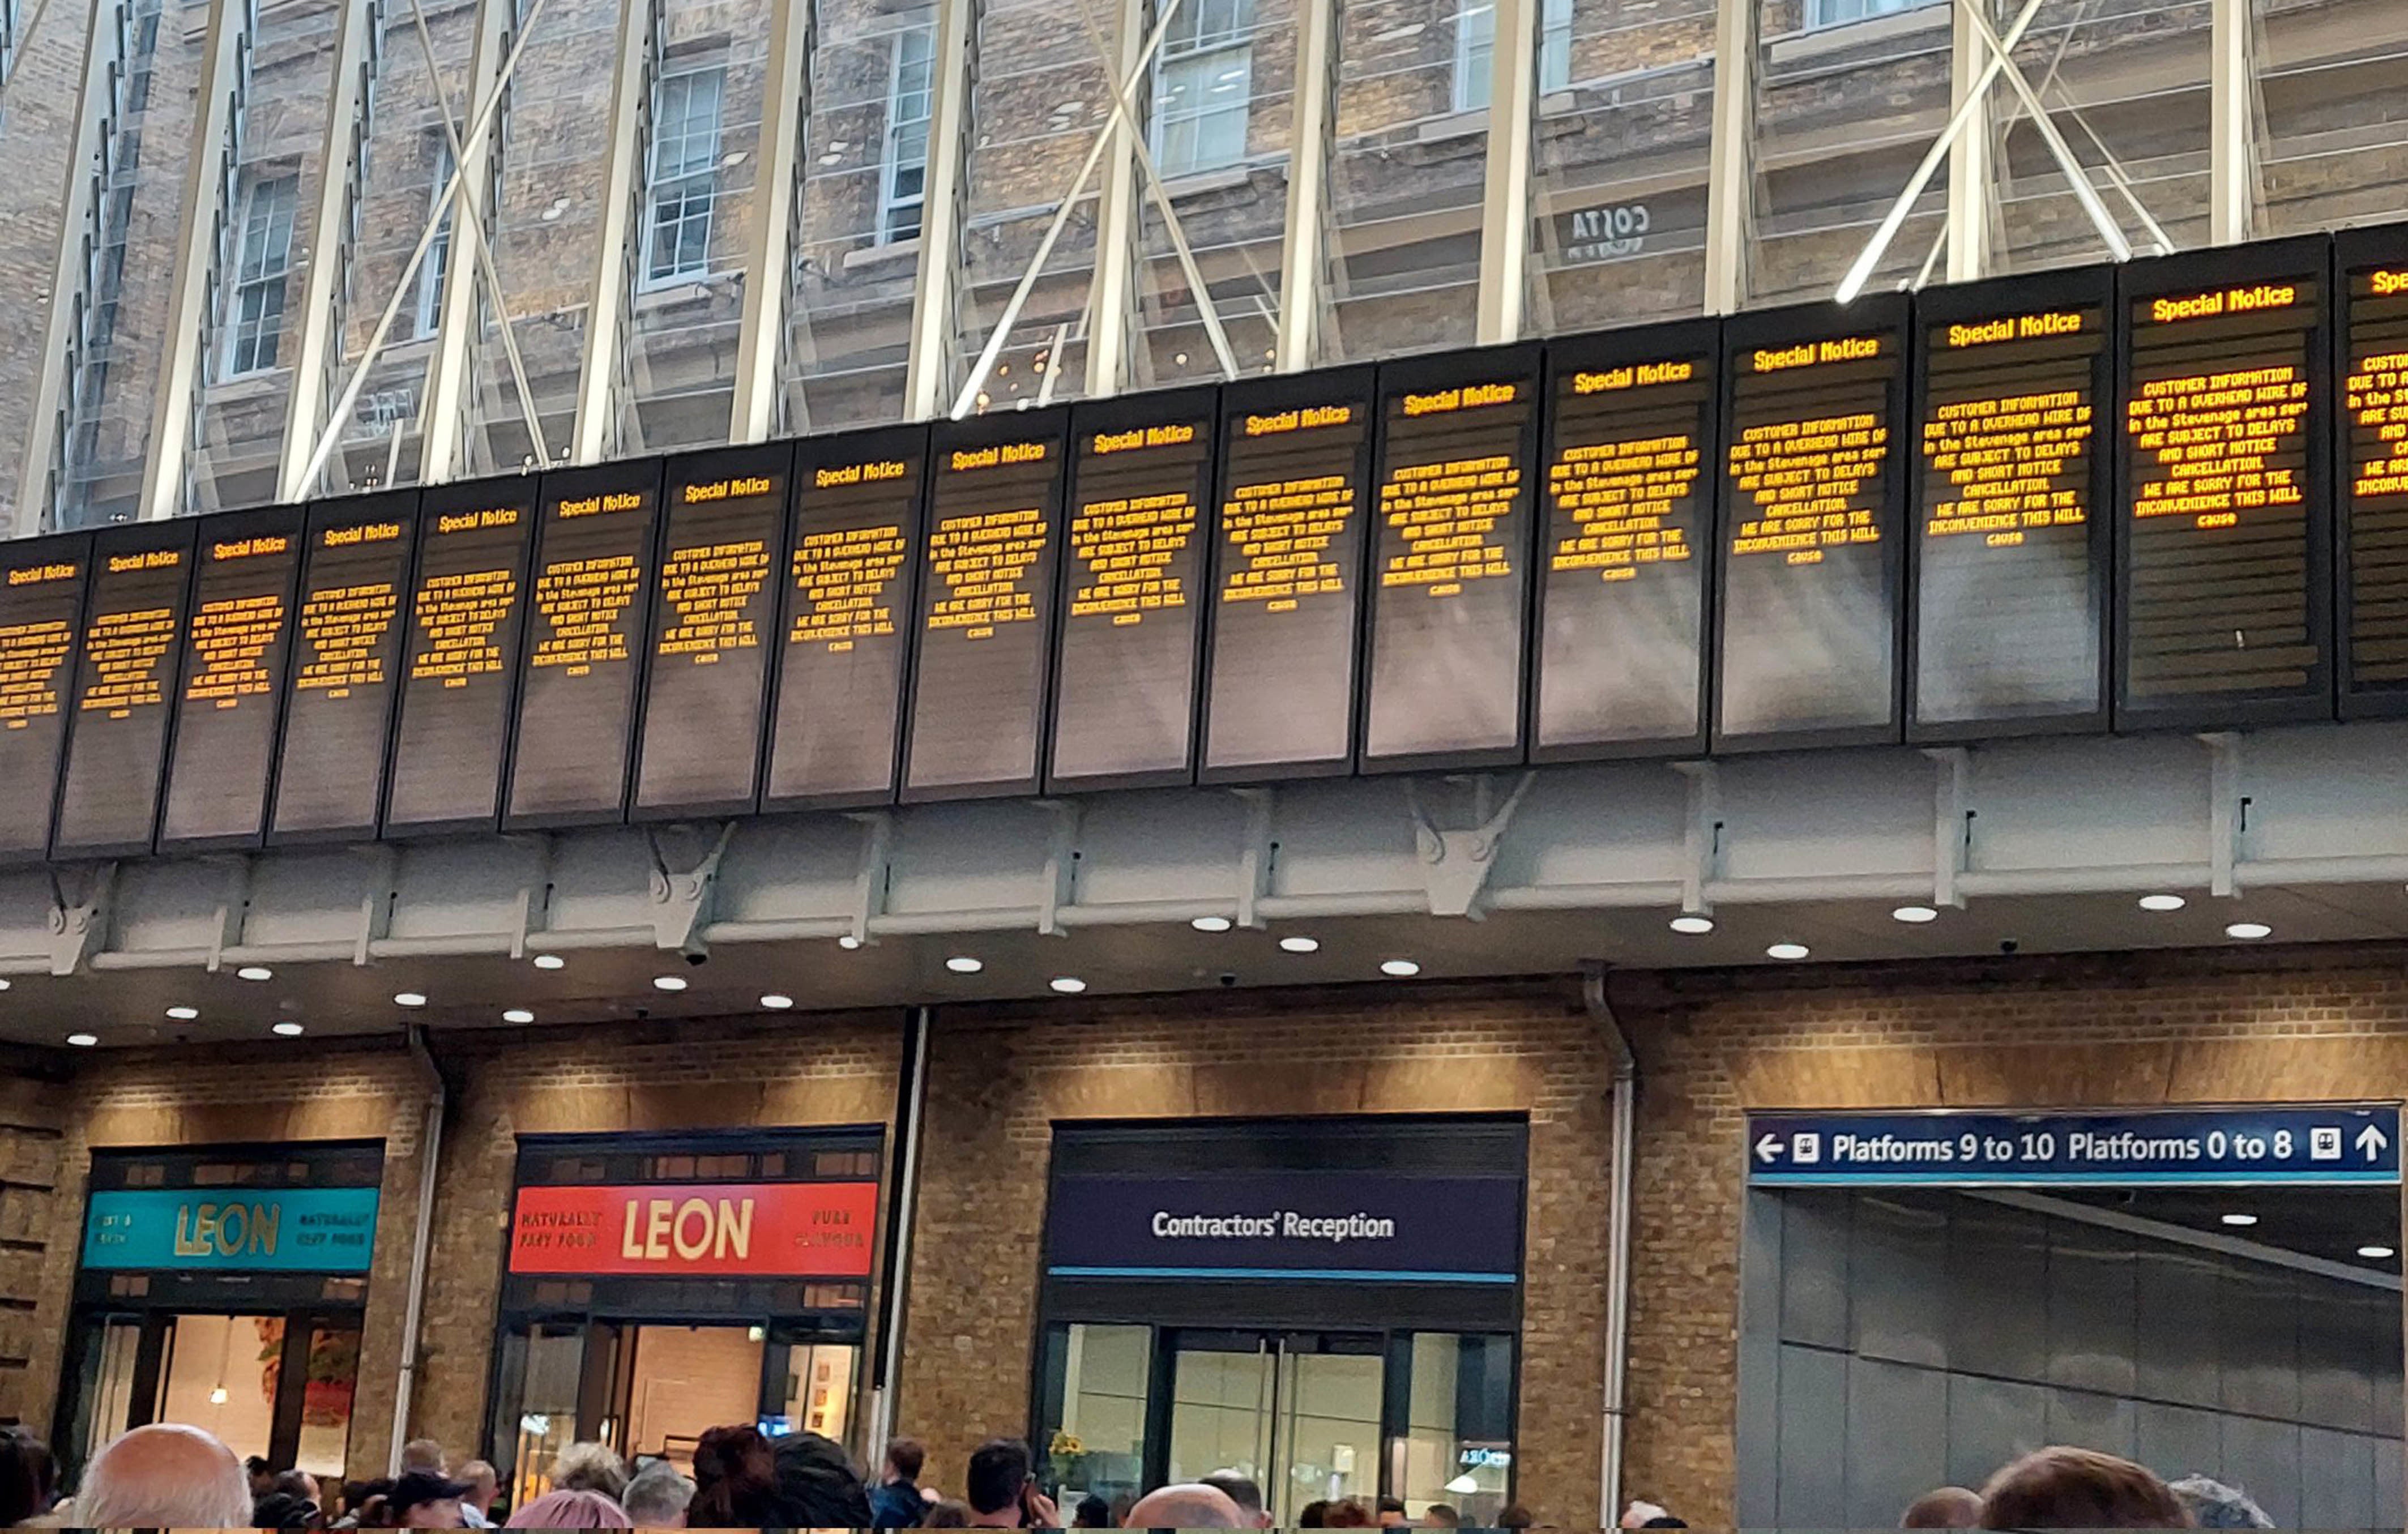 COSTA
Special Notice
CUSTOMER INFORMATION
DUE TO A OVERHEAD WIRE OF
in the Stevenage area ser
ARE SUBJECT TO DELAYS
AND SHORT NOTICE
CANCELLATION.
WE ARE SORRY FOR THE
INCONVENIENCE THIS WILL
cause
LEON
NATURALLY
FAST FOOD
LEON
PURE
FLAVOUR
Contractors' Reception
← Platforms 9 to 10 Platforms 0 to 8 ↑